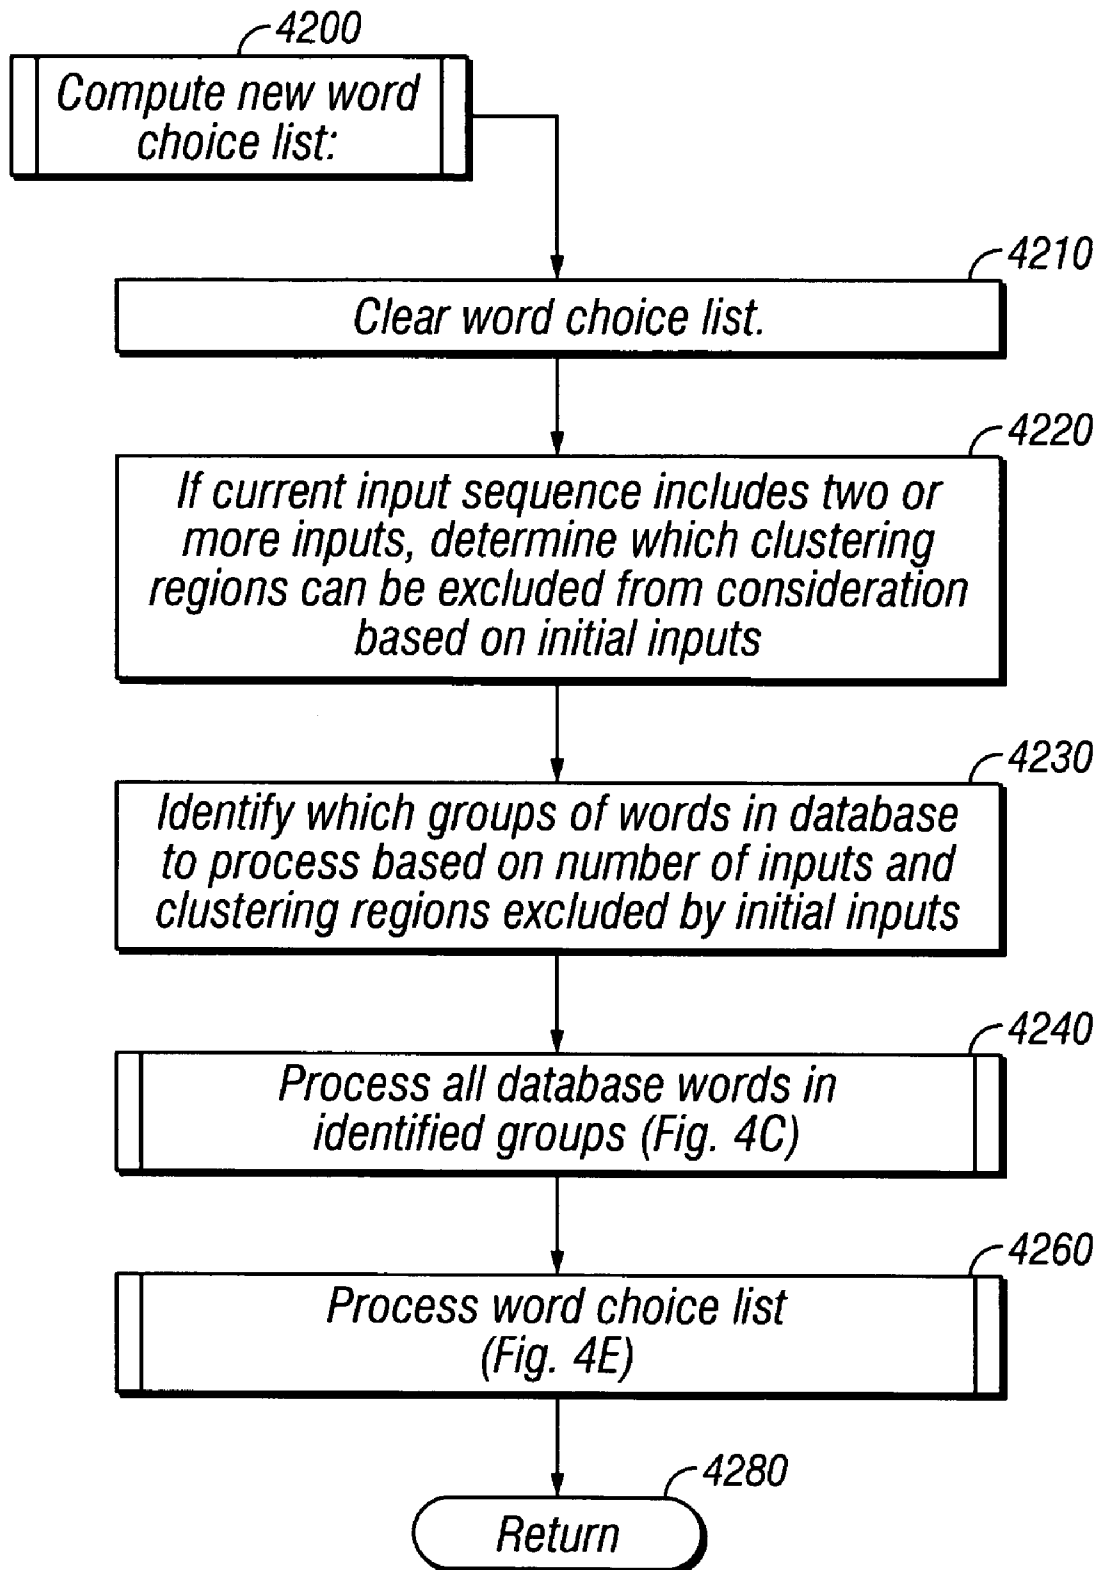 4200
Compute new word
choice list:
4210
Clear word choice list.
4220
If current input sequence includes two or
more inputs, determine which clustering
regions can be excluded from consideration
based on initial inputs
4230
Identify which groups of words in database
to process based on number of inputs and
clustering regions excluded by initial inputs
4240
Process all database words in
identified groups (Fig. 4C)
4260
Process word choice list
(Fig. 4E)
4280
Return